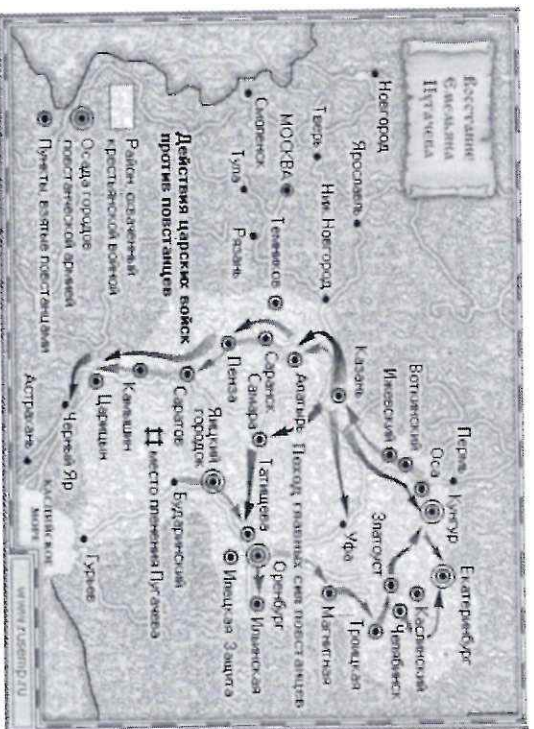 Восстание
Емельяна
Пугачева
Новгород
Тверь
Ярославль
МОСКВА
Ниж Новгород
Смоленск
Тула
Рязань
Темников
Казань
Воткинский
Ижевский
Пермь
Оса
Кунгур
Екатеринбург
Каслинский
Челябинск
Златоуст
Троицкая
Магнитная
Уфа
Алатырь
Саранск
Пенза
Самара
Поход главных сил повстанцев
Татищева
Оренбург
Ильинская
Илецкая Защита
Яицкий
городок
Бударинский
Саратов
Камышин
Царицын
Черный Яр
Астрахань
Гурьев
место пленения Пугачева
КАСПИЙСКОЕ
МОРЕ
Действия царских войск
против повстанцев
Район, охваченный
крестьянской войной
Осада городов
повстанческой армией
Пункты, взятые повстанцами
www.rusemp.ru